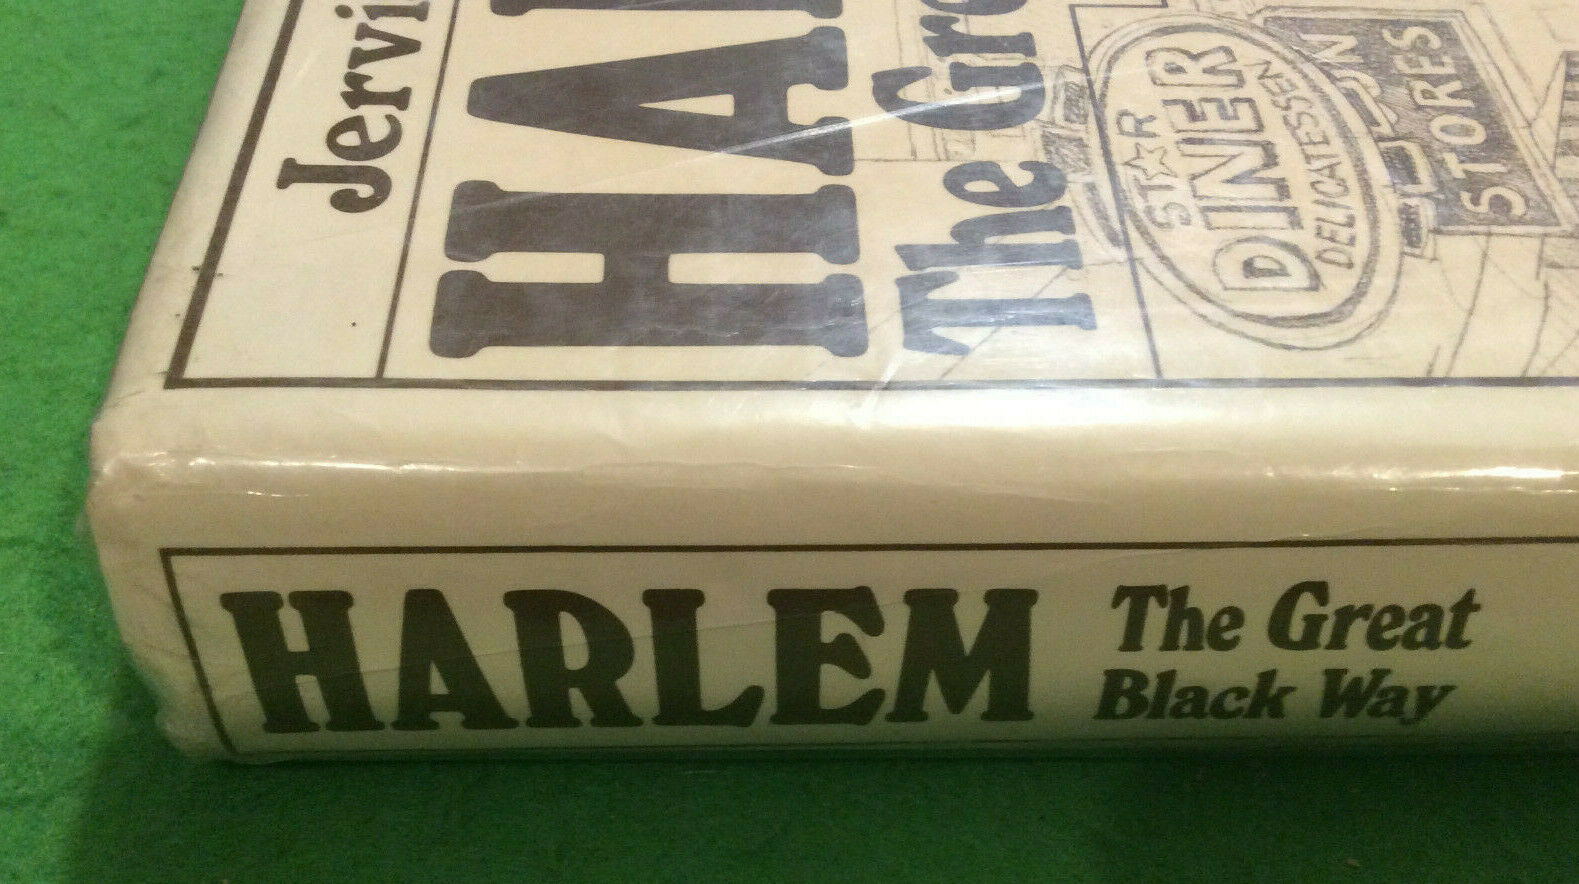 Jervi
HA
The Gre
STAR
DINER
DELICATESSEN
STORES
HARLEM
The Great
Black Way